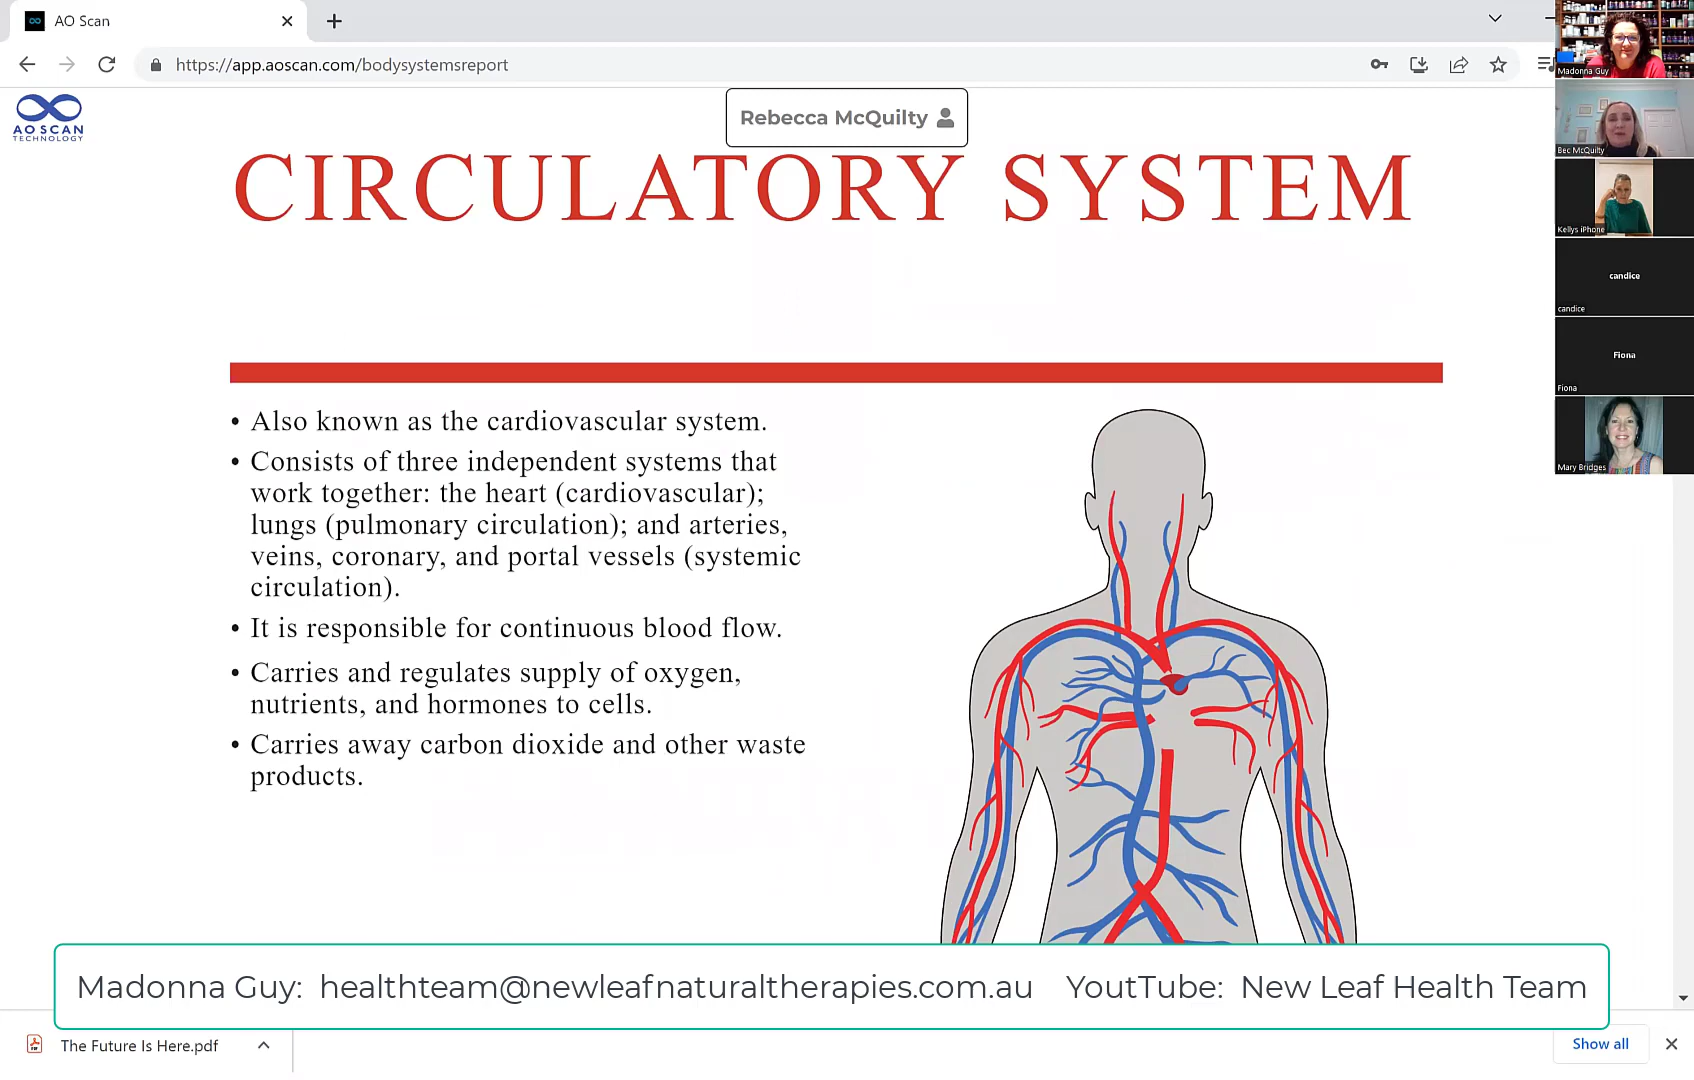 AO Scan
https://app.aoscan.com/bodysystemsreport
AO SCAN
TECHNOLOGY
Rebecca McQuilty
CIRCULATORY SYSTEM
• Also known as the cardiovascular system.
• Consists of three independent systems that
work together: the heart (cardiovascular);
lungs (pulmonary circulation); and arteries,
veins, coronary, and portal vessels (systemic
circulation).
• It is responsible for continuous blood flow.
• Carries and regulates supply of oxygen,
nutrients, and hormones to cells.
• Carries away carbon dioxide and other waste
products.
Madonna Guy
Bec McQuilty
Kellys iPhone
candice
candice
Fiona
Fiona
Mary Bridges
Madonna Guy: healthteam@newleafnaturaltherapies.com.au YoutTube: New Leaf Health Team
The Future Is Here.pdf
Show all